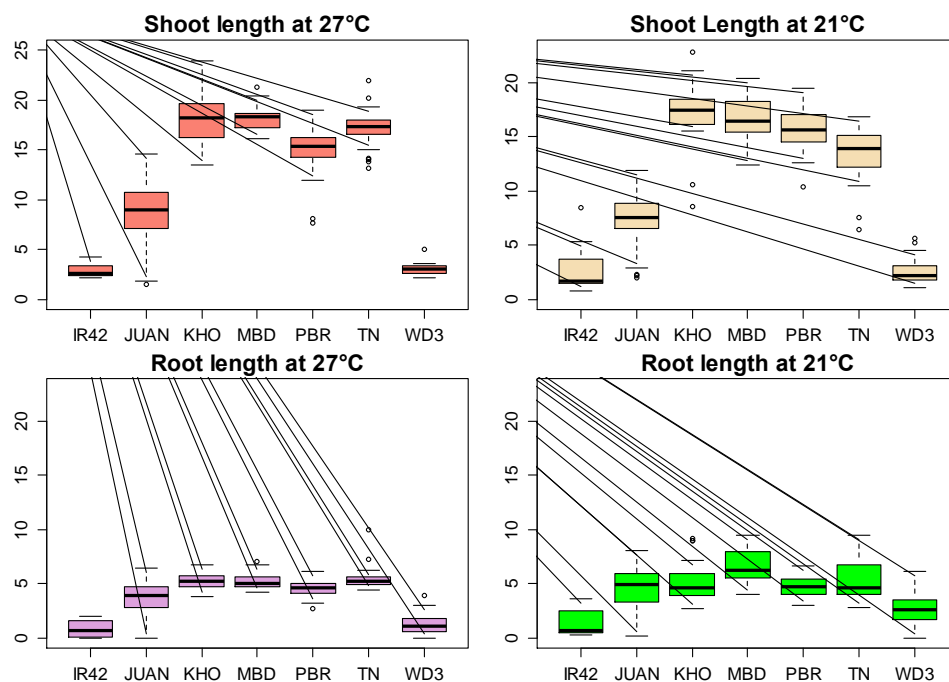 Shoot length at 27°C
25
20
15
10
5
0
IR42 JUAN KHO MBD PBR TN WD3
Shoot Length at 21°C
20
15
10
5
0
IR42 JUAN KHO MBD PBR TN WD3
Root length at 27°C
20
15
10
5
0
IR42 JUAN KHO MBD PBR TN WD3
Root length at 21°C
20
15
10
5
0
IR42 JUAN KHO MBD PBR TN WD3